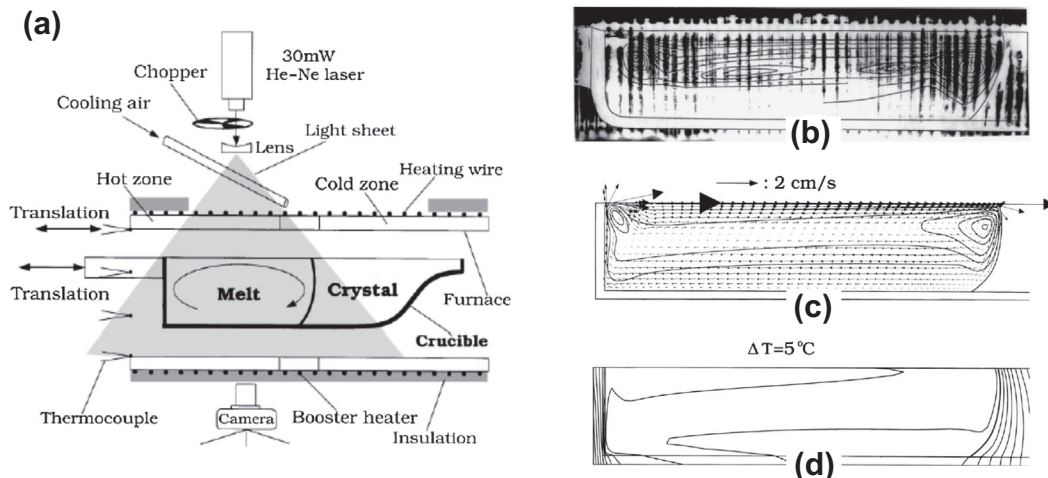 (a)
30mW
He-Ne laser
Chopper
Cooling air
Light sheet
Lens
Hot zone
Cold zone
Heating wire
Translation
Translation
Melt
Crystal
Furnace
Crucible
Thermocouple
Camera
Booster heater
Insulation
(b)
: 2 cm/s
(c)
ΔT=5℃
(d)